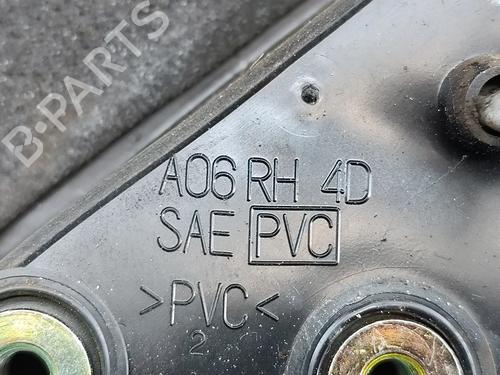 B-PARTS
A06 RH 4D
SAE PVC
>PVC<
2